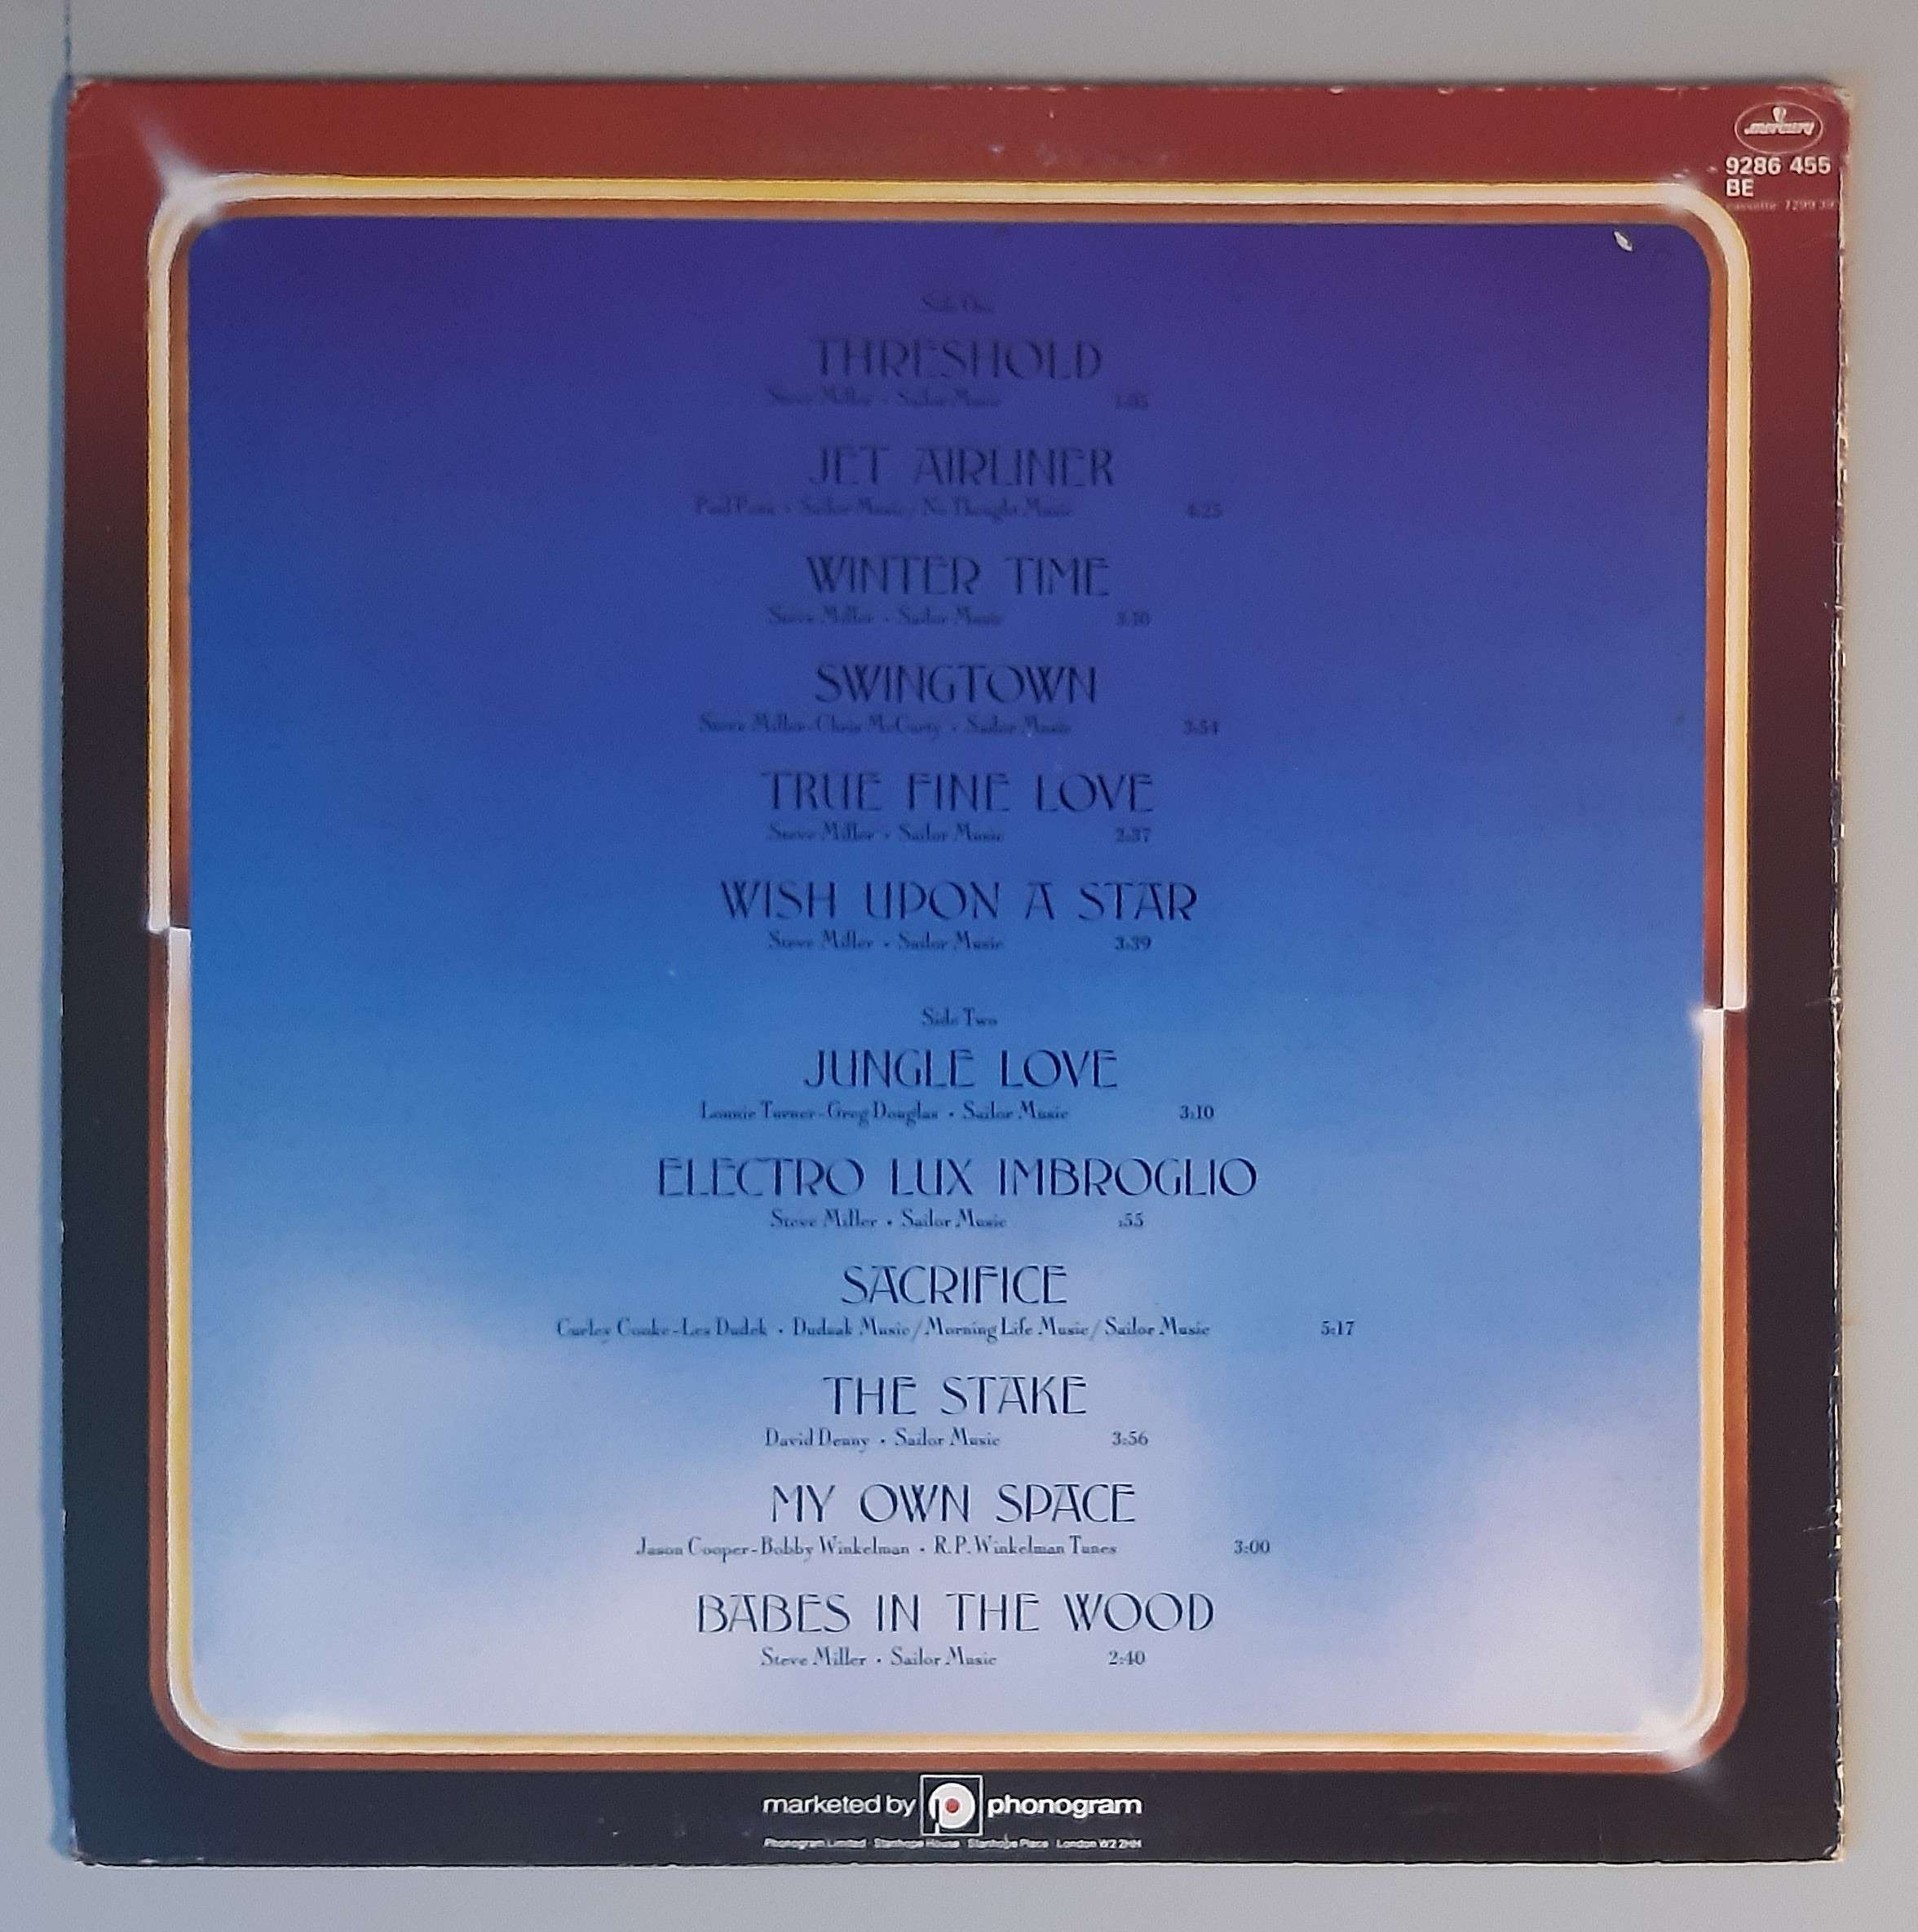 mercury
9286 455
BE
cassette 7299 39
Side One
THRESHOLD
Steve Miller • Sailor Music
JET AIRLINER
Paul Pena • Sailor Music / No Thought Music 4:25
WINTER TIME
Steve Miller • Sailor Music 3:10
SWINGTOWN
Steve Miller-Chris McCarty • Sailor Music 3:54
TRUE FINE LOVE
Steve Miller • Sailor Music 2:37
WISH UPON A STAR
Steve Miller • Sailor Music 3:39
Side Two
JUNGLE LOVE
Lonnie Turner-Greg Douglas • Sailor Music 3:10
ELECTRO LUX IMBROGLIO
Steve Miller • Sailor Music :55
SACRIFICE
Curley Cooke-Les Dudek • Dudeak Music / Morning Life Music / Sailor Music 5:17
THE STAKE
David Denny • Sailor Music 3:56
MY OWN SPACE
Jason Cooper-Bobby Winkelman • R.P. Winkelman Tunes 3:00
BABES IN THE WOOD
Steve Miller • Sailor Music 2:40
marketed by phonogram
Phonogram Limited · Stanhope House · Stanhope Place · London W2 2HH